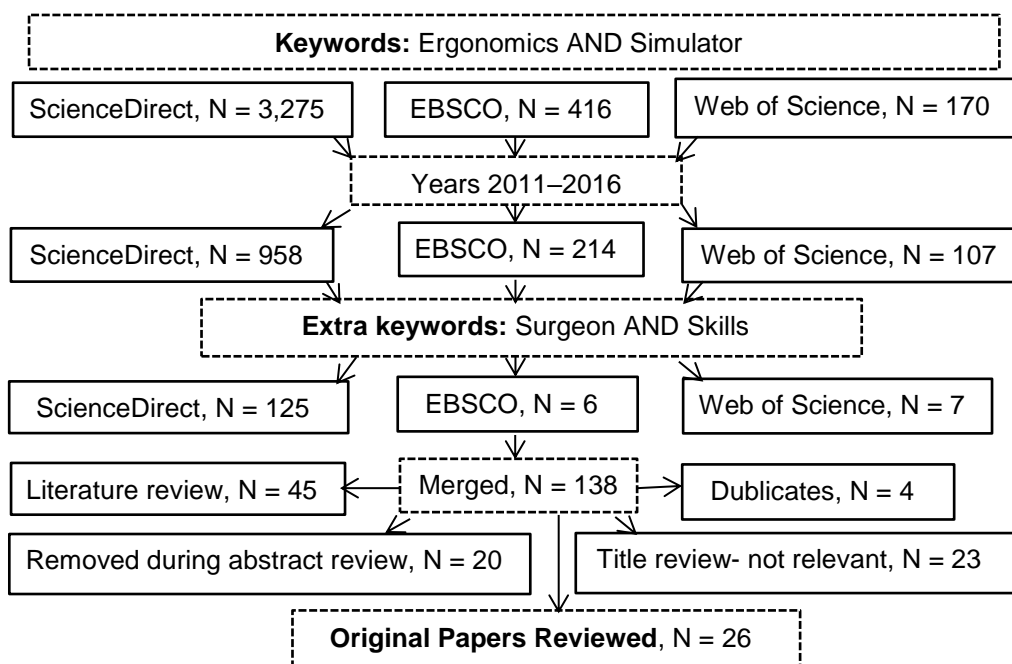 Keywords: Ergonomics AND Simulator
ScienceDirect, N = 3,275
EBSCO, N = 416
Web of Science, N = 170
Years 2011–2016
ScienceDirect, N = 958
EBSCO, N = 214
Web of Science, N = 107
Extra keywords: Surgeon AND Skills
ScienceDirect, N = 125
EBSCO, N = 6
Web of Science, N = 7
Literature review, N = 45
Merged, N = 138
Dublicates, N = 4
Removed during abstract review, N = 20
Title review- not relevant, N = 23
Original Papers Reviewed, N = 26